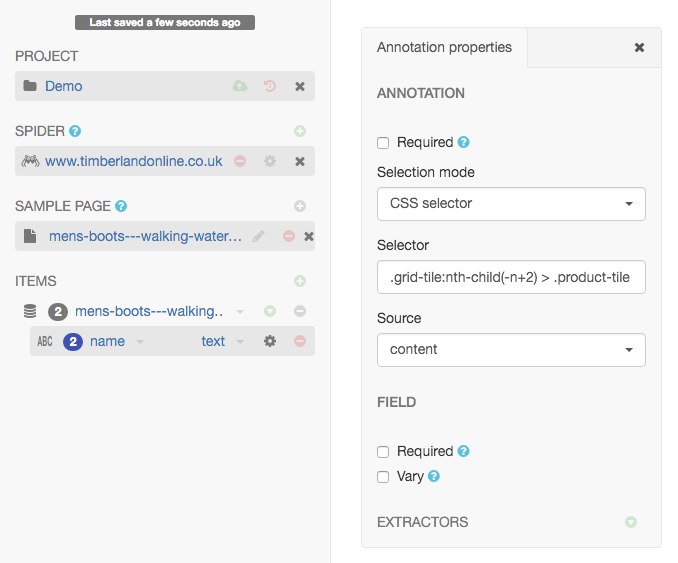 Last saved a few seconds ago
PROJECT
Demo
SPIDER
www.timberlandonline.co.uk
SAMPLE PAGE
mens-boots---walking-water...
ITEMS
2 mens-boots---walking..
ABC 2 name text
Annotation properties
ANNOTATION
Required
Selection mode
CSS selector
Selector
.grid-tile:nth-child(-n+2) > .product-tile
Source
content
FIELD
Required
Vary
EXTRACTORS